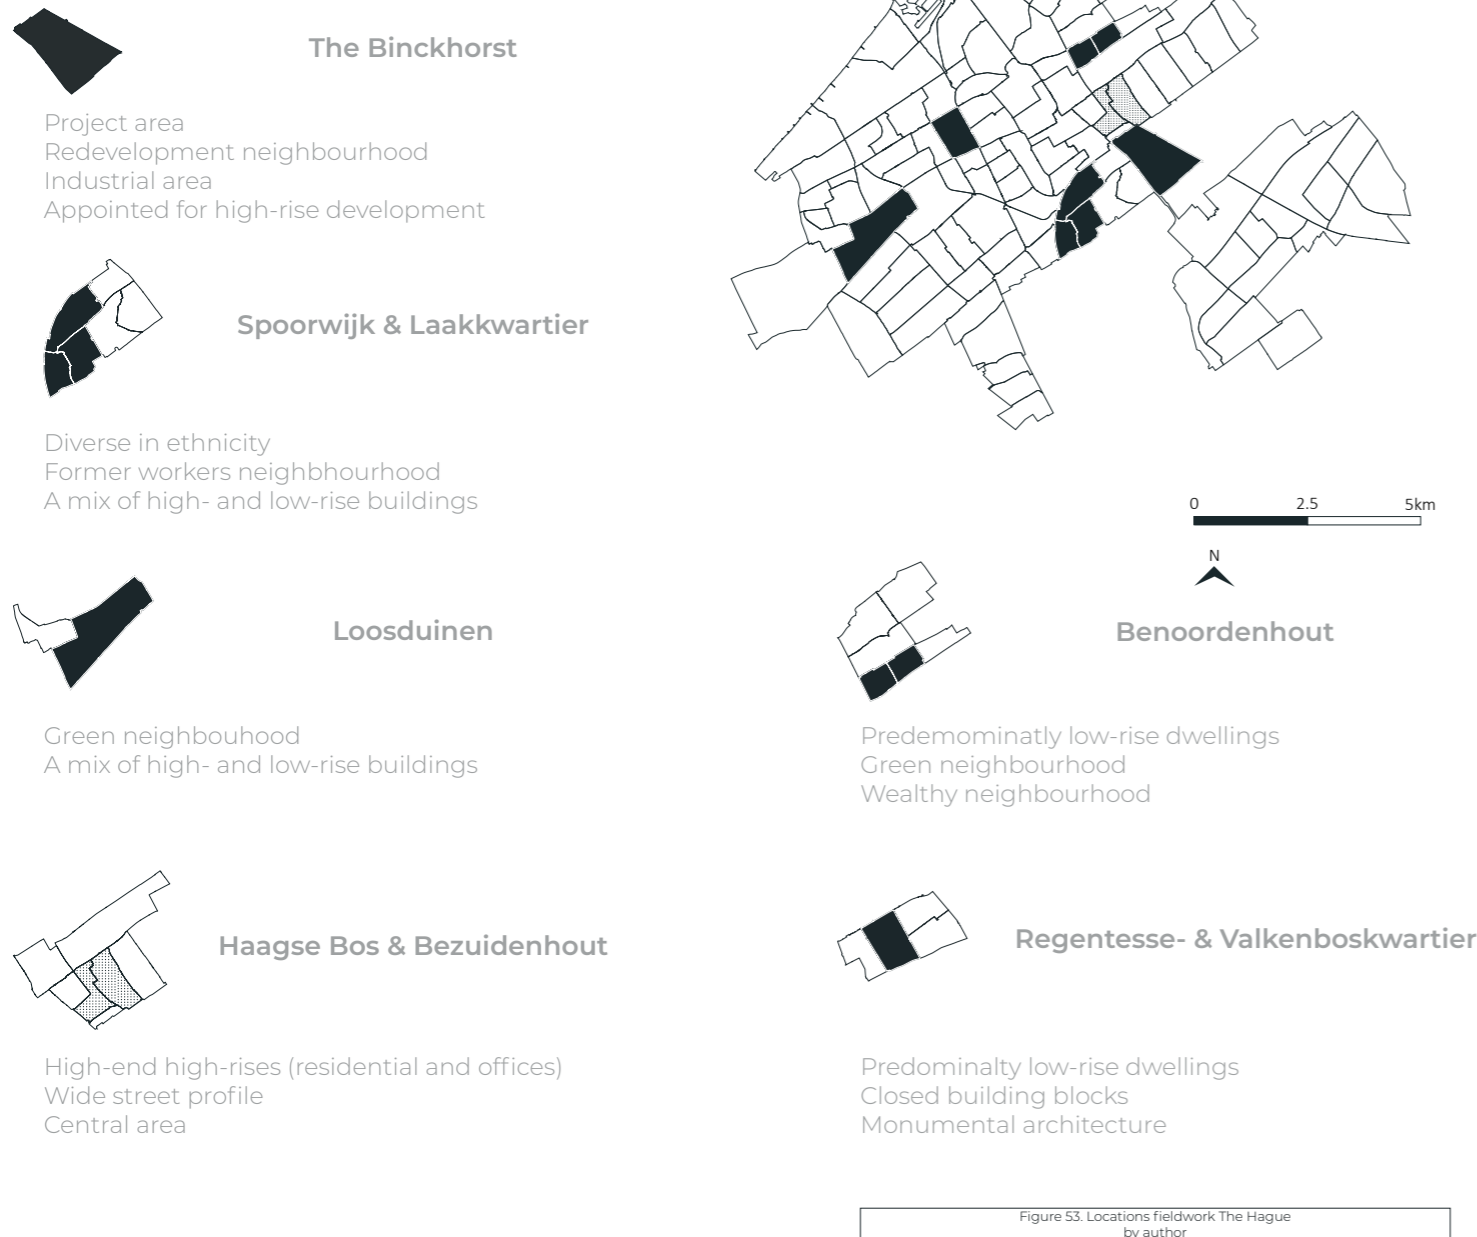 The Binckhorst
Project area
Redevelopment neighbourhood
Industrial area
Appointed for high-rise development
Spoorwijk & Laakkwartier
Diverse in ethnicity
Former workers neighbhourhood
A mix of high- and low-rise buildings
0 2.5 5km
N
Loosduinen
Green neighbouhood
A mix of high- and low-rise buildings
Benoordenhout
Predemominatly low-rise dwellings
Green neighbourhood
Wealthy neighbourhood
Haagse Bos & Bezuidenhout
High-end high-rises (residential and offices)
Wide street profile
Central area
Regentesse- & Valkenboskwartier
Predominalty low-rise dwellings
Closed building blocks
Monumental architecture
Figure 53. Locations fieldwork The Hague
by author